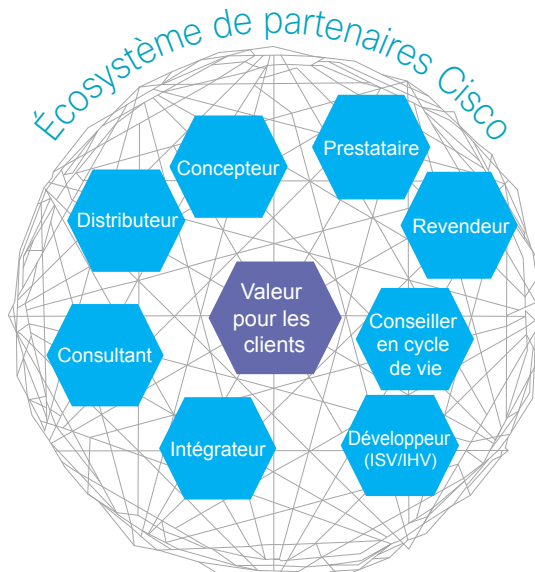 Écosystème de partenaires Cisco
Prestataire
Concepteur
Distributeur
Revendeur
Valeur
pour les
clients
Conseiller
en cycle
de vie
Consultant
Intégrateur
Développeur
(ISV/IHV)